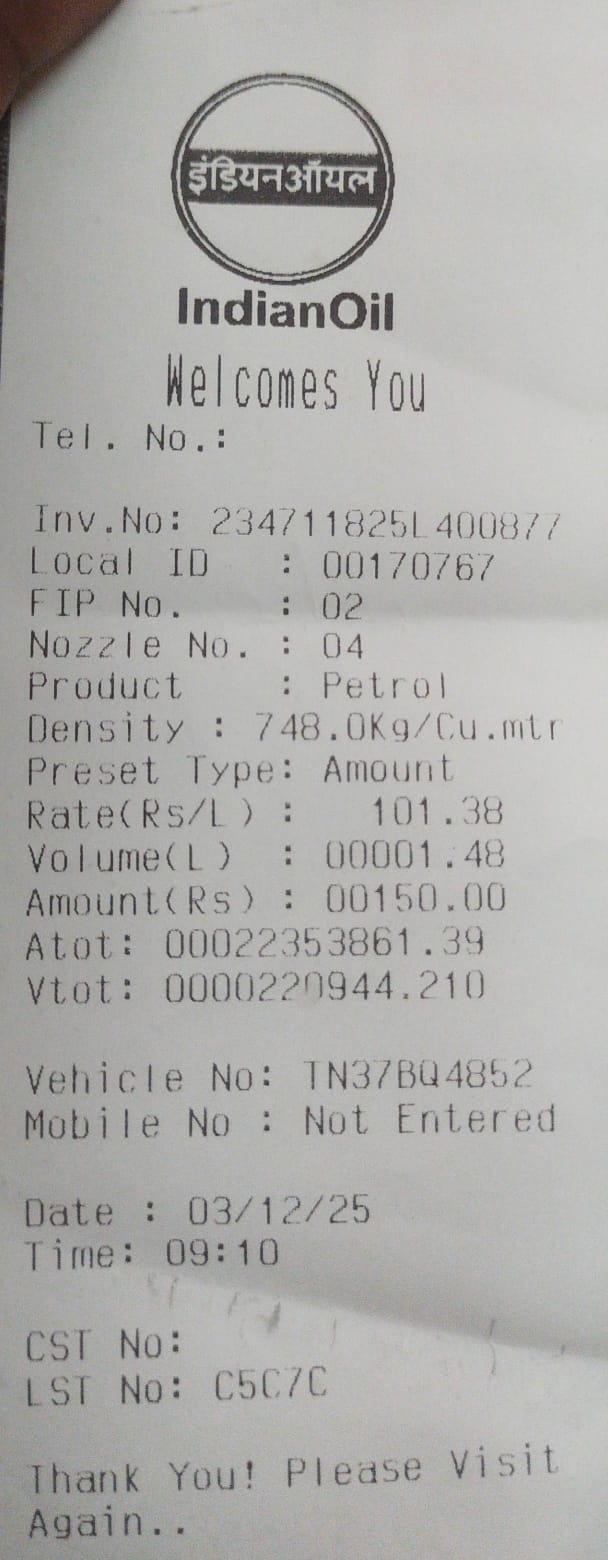 इंडियनऑयल
IndianOil
Welcomes You
Tel. No.:
Inv.No: 234711825L400877
Local ID : 00170767
FIP No. : 02
Nozzle No. : 04
Product : Petrol
Density : 748.0Kg/Cu.mtr
Preset Type: Amount
Rate(Rs/L) : 101.38
Volume(L) : 00001.48
Amount(Rs) : 00150.00
Atot: 00022353861.39
Vtot: 0000220944.210
Vehicle No: TN37BQ4852
Mobile No : Not Entered
Date : 03/12/25
Time: 09:10
CST No:
LST No: C5C7C
Thank You! Please Visit
Again..